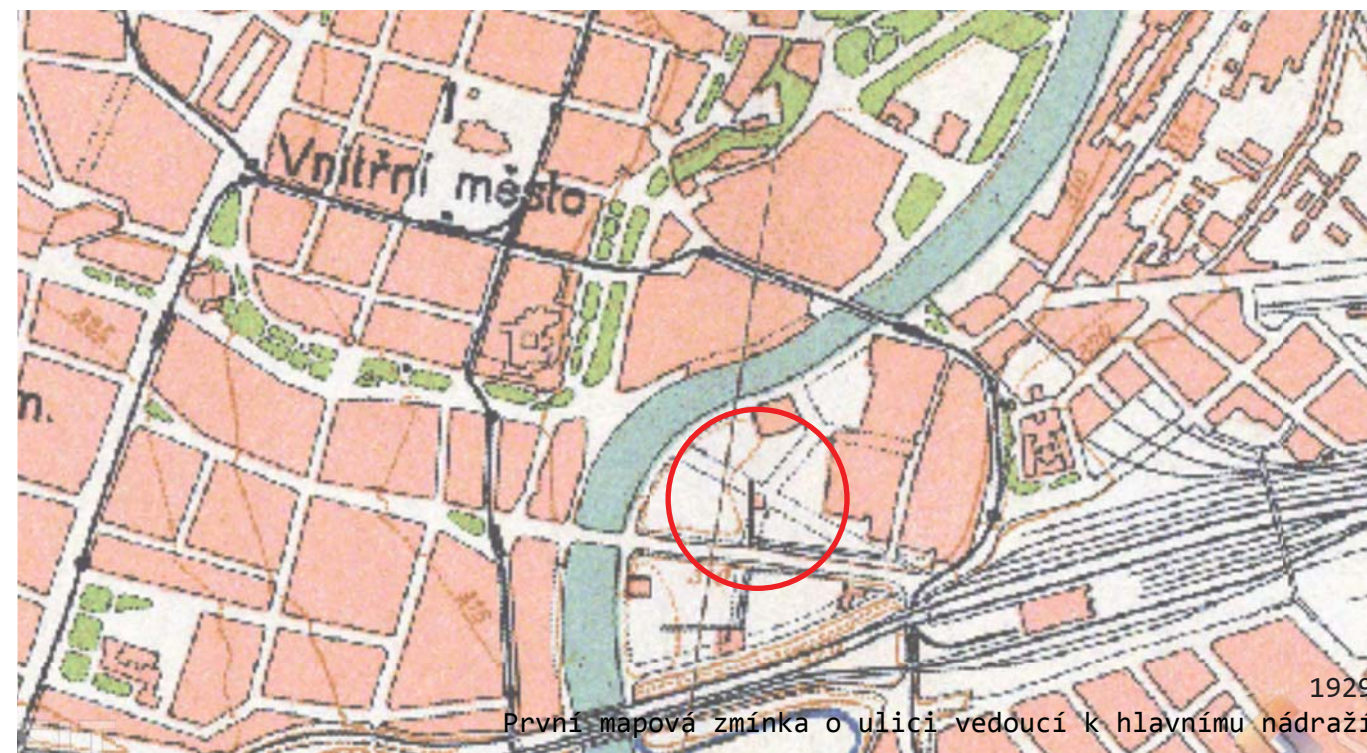 Vnitřní město
m.
1929
První mapová zmínka o ulici vedoucí k hlavnímu nádraží